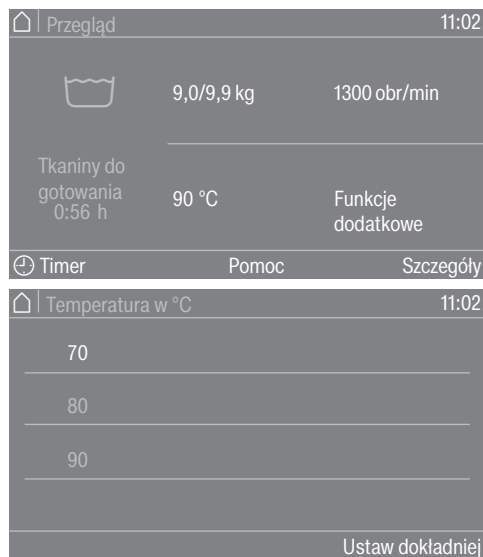 Przegląd 11:02
9,0/9,9 kg 1300 obr/min
Tkaniny do
gotowania
0:56 h
90 °C Funkcje
dodatkowe
Timer Pomoc Szczegóły
Temperatura w °C 11:02
70
80
90
Ustaw dokładniej